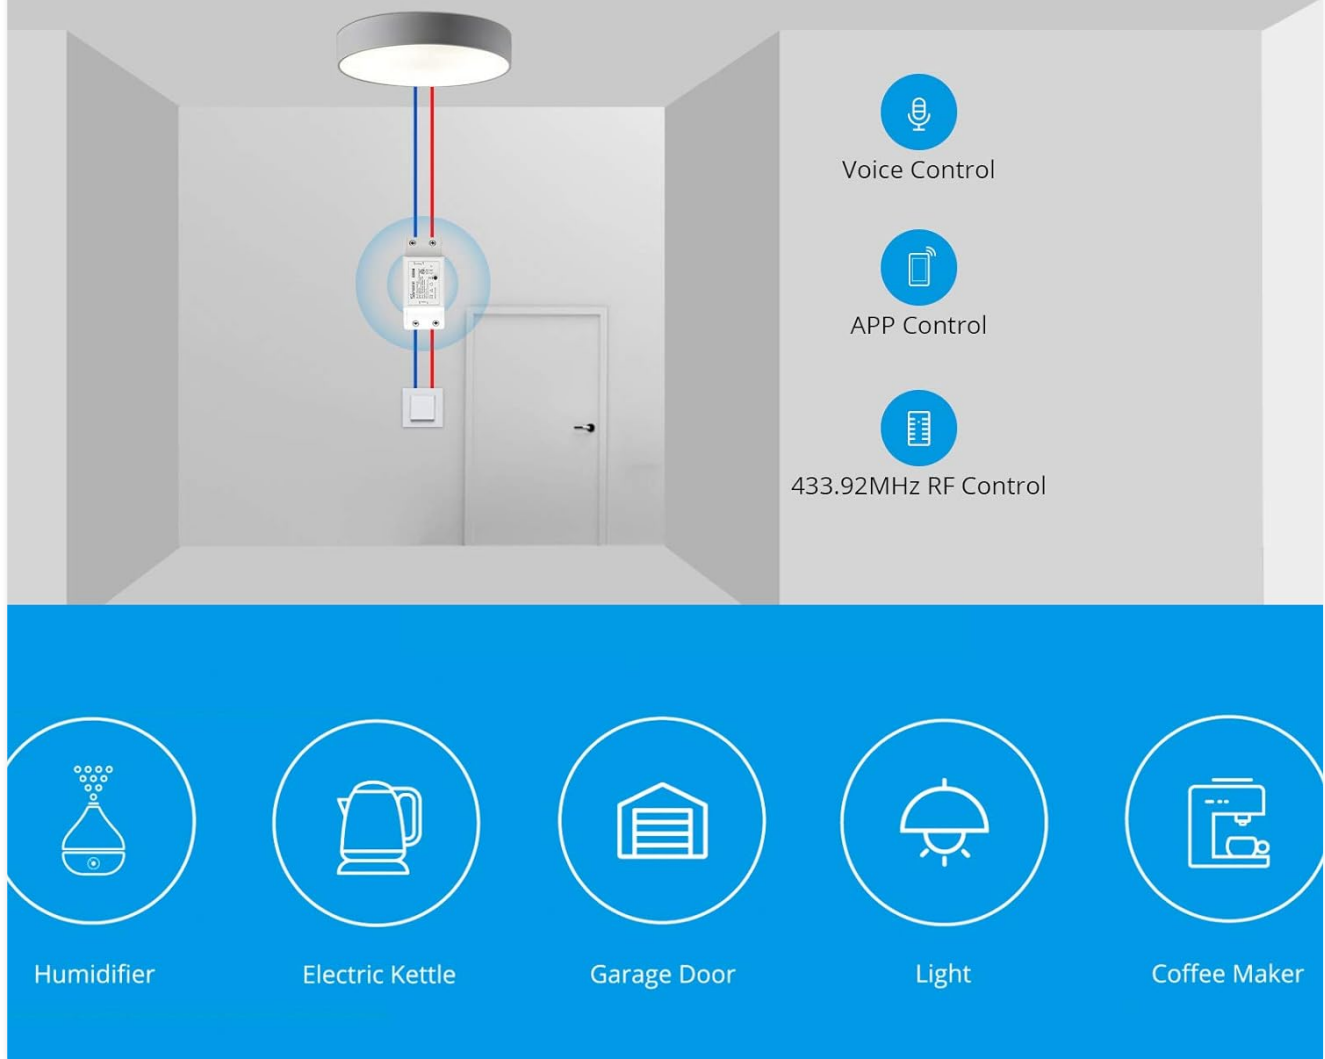 Voice Control
APP Control
433.92MHz RF Control
Humidifier
Electric Kettle
Garage Door
Light
Coffee Maker